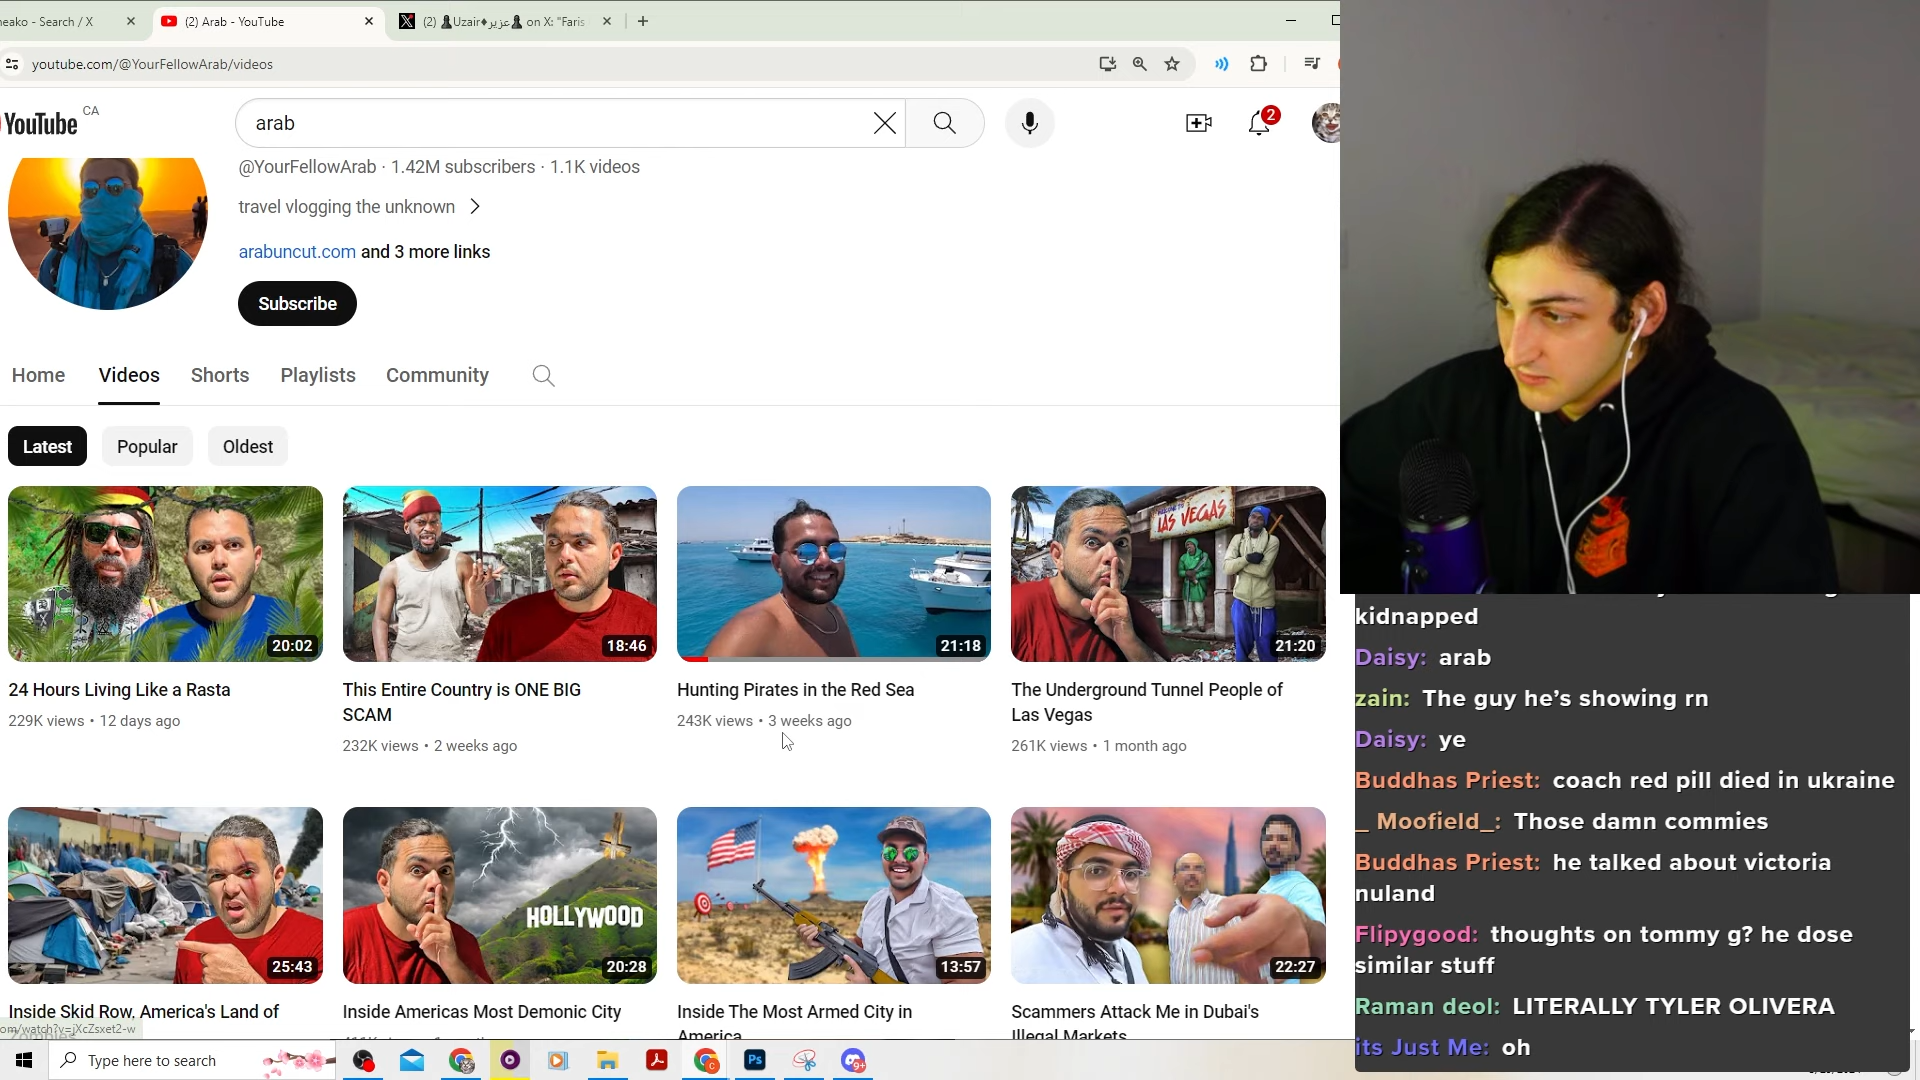 neako - Search / X
(2) Arab - YouTube
(2) ♟Uzair♦عزیر♟ on X: "Faris
youtube.com/@YourFellowArab/videos
YouTube CA
arab
2
@YourFellowArab · 1.42M subscribers · 1.1K videos
travel vlogging the unknown
arabuncut.com and 3 more links
Subscribe
Home Videos Shorts Playlists Community
Latest Popular Oldest
WELCOME TO
LAS VEGAS
20:02 18:46 21:18 21:20
24 Hours Living Like a Rasta
229K views • 12 days ago
This Entire Country is ONE BIG
SCAM
232K views • 2 weeks ago
Hunting Pirates in the Red Sea
243K views • 3 weeks ago
The Underground Tunnel People of
Las Vegas
261K views • 1 month ago
HOLLYWOOD
25:43 20:28 13:57 22:27
Inside Skid Row, America's Land of
Inside Americas Most Demonic City
Inside The Most Armed City in
America
Scammers Attack Me in Dubai's
Illegal Markets
om/watch?v=jXcZsxet2-w
Type here to search
Ps
9+
kidnapped
Daisy: arab
zain: The guy he's showing rn
Daisy: ye
Buddhas Priest: coach red pill died in ukraine
_ Moofield_: Those damn commies
Buddhas Priest: he talked about victoria
nuland
Flipygood: thoughts on tommy g? he dose
similar stuff
Raman deol: LITERALLY TYLER OLIVERA
its Just Me: oh